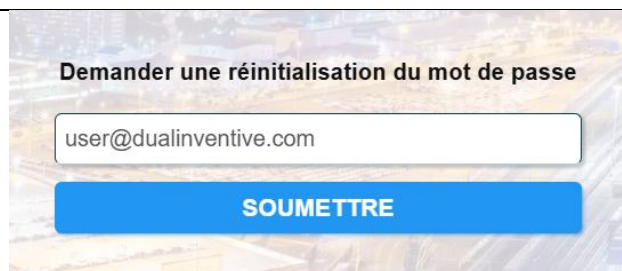 Demander une réinitialisation du mot de passe
user@dualinventive.com
SOUMETTRE